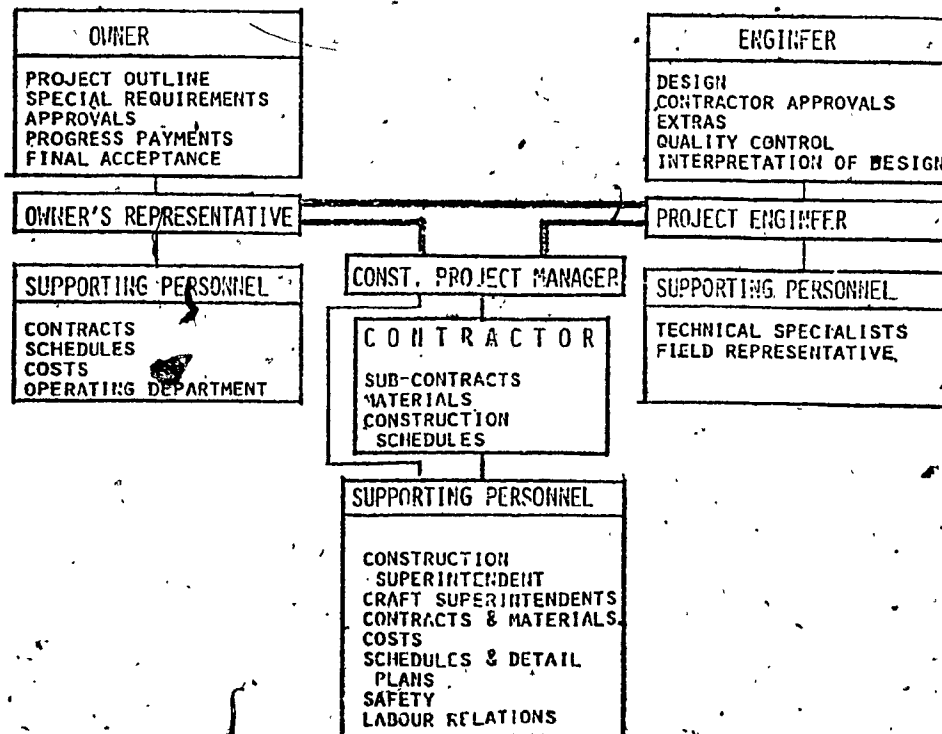 OWNER
PROJECT OUTLINE
SPECIAL REQUIREMENTS
APPROVALS
PROGRESS PAYMENTS
FINAL ACCEPTANCE
OWNER'S REPRESENTATIVE
SUPPORTING PERSONNEL
CONTRACTS
SCHEDULES
COSTS
OPERATING DEPARTMENT
ENGINEER
DESIGN
CONTRACTOR APPROVALS
EXTRAS
QUALITY CONTROL
INTERPRETATION OF DESIGN
PROJECT ENGINEER
SUPPORTING PERSONNEL
TECHNICAL SPECIALISTS
FIELD REPRESENTATIVE
CONST. PROJECT MANAGER
CONTRACTOR
SUB-CONTRACTS
MATERIALS
CONSTRUCTION
SCHEDULES
SUPPORTING PERSONNEL
CONSTRUCTION
SUPERINTENDENT
CRAFT SUPERINTENDENTS
CONTRACTS & MATERIALS
COSTS
SCHEDULES & DETAIL
PLANS
SAFETY
LABOUR RELATIONS